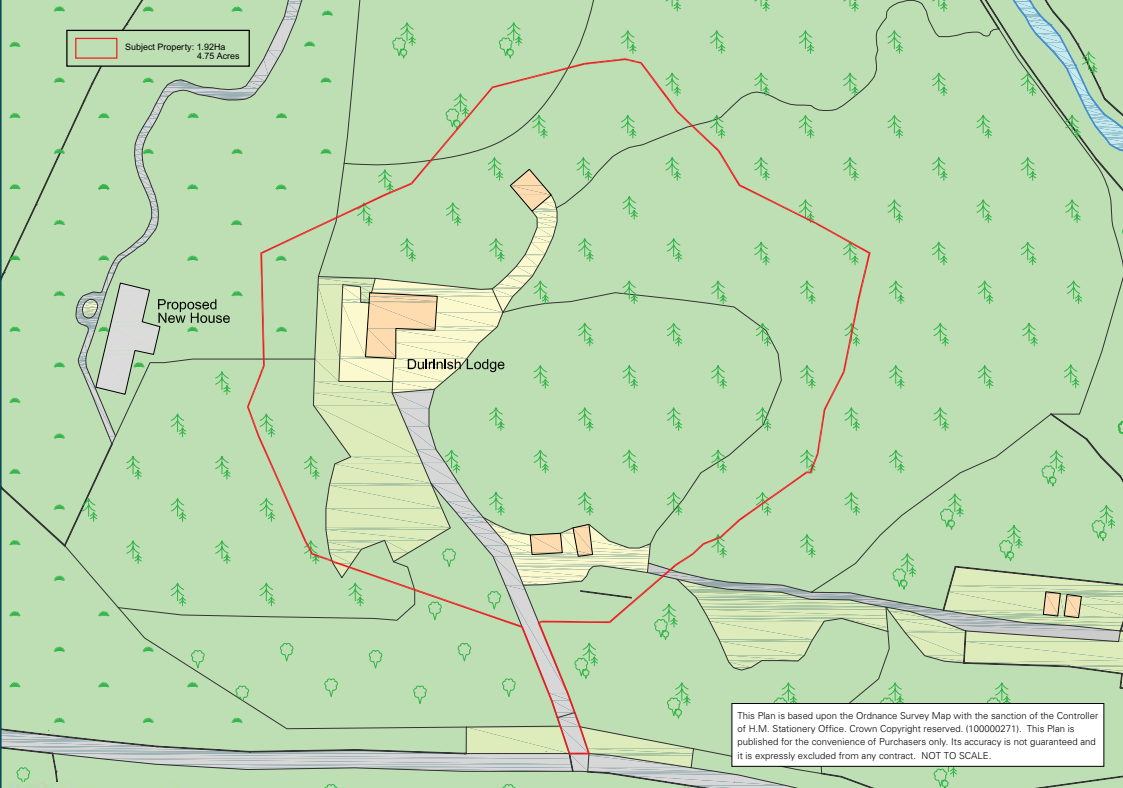 Subject Property: 1.92Ha
4.75 Acres
Proposed
New House
Duirinish Lodge
This Plan is based upon the Ordnance Survey Map with the sanction of the Controller
of H.M. Stationery Office. Crown Copyright reserved. (100000271). This Plan is
published for the convenience of Purchasers only. Its accuracy is not guaranteed and
it is expressly excluded from any contract. NOT TO SCALE.